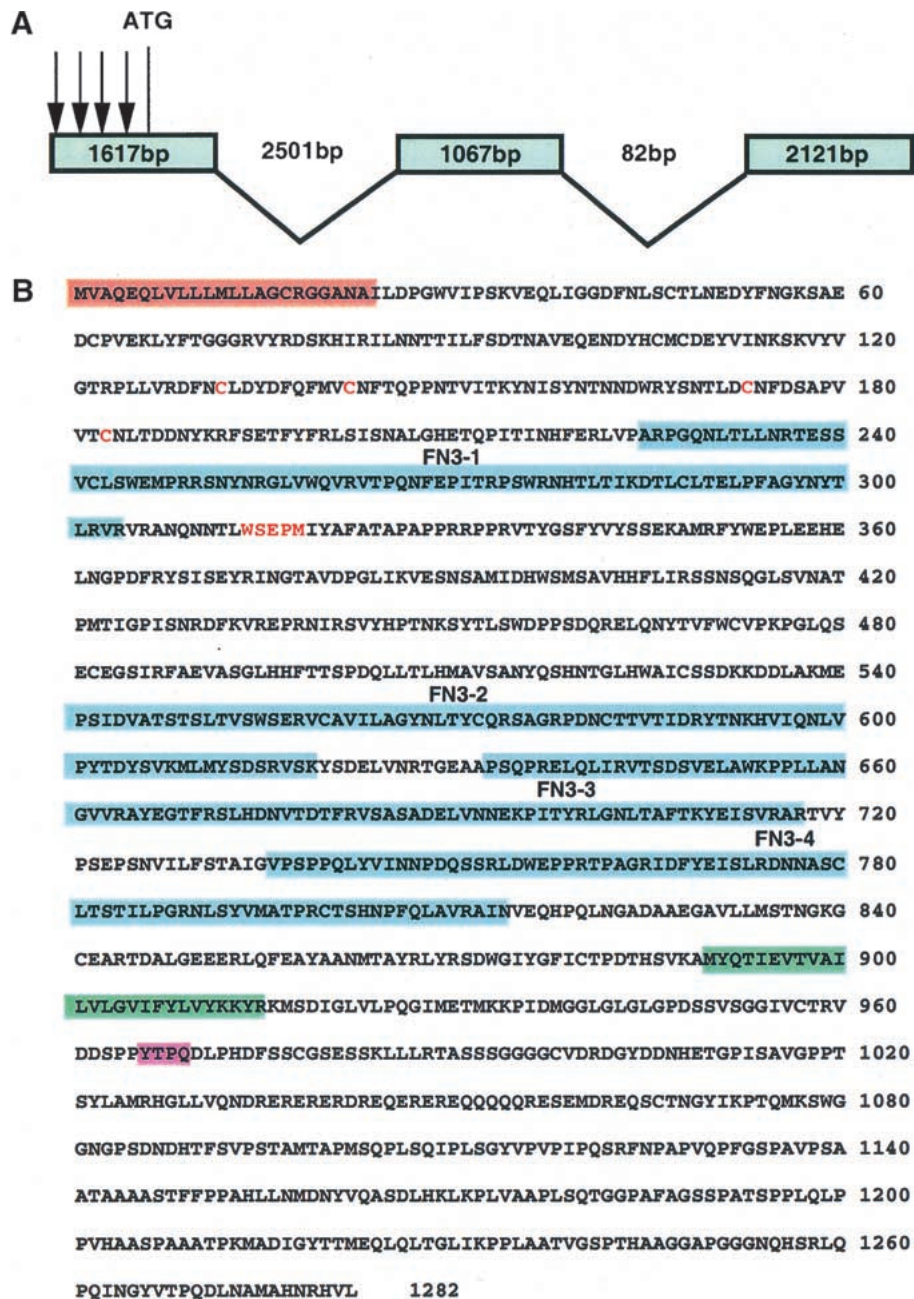 A
ATG
1617bp 2501bp 1067bp 82bp 2121bp
B
MVAQEQLVLLLMLLAGCRGGANAILDPGWVIPSKVEQLIGGDFNLSCTLNEDYFNGKSAE 60
DCPVEKLYFTGGGRVYRDSKHIRILNNTTILFSDTNAVEQENDYHCMCDEYVINKSKVYV 120
GTRPLLVRDFNCLDYDFQFMVCNFTQPPNTVITKYNISYNTNNDWRYSNTLDCNFDSAPV 180
VTCNLTDDNYKRFSETFYFRLSISNALGHETQPITINHFERLVPARPGQNLTLLNRTESS 240
FN3-1
VCLSWEMPRRSNYNRGLVWQVRVTPQNFEPITRPSWRNHTLTIKDTLCLTELPFAGYNYT 300
LRVRVRANQNNTLWSEPMIYAFATAPAPPRRPPRVTYGSFYVYSSEKAMRFYWEPLEEHE 360
LNGPDFRYSISEYRINGTAVDPGLIKVESNSAMIDHWSMSAVHHFLIRSSNSQGLSVNAT 420
PMTIGPISNRDFKVREPRNIRSVYHPTNKSYTLSWDPPSDQRELQNYTVFWCVPKPGLQS 480
ECEGSIRFAEVASGLHHFTTSPDQLLTLHMAVSANYQSHNTGLHWAICSSDKKDDLAKME 540
FN3-2
PSIDVATSTSLTVSWSERVCAVILAGYNLTYCQRSAGRPDNCTTVTIDRYTNKHVIQNLV 600
PYTDYSVKMLMYSDSRVSKYSDELVNRTGEAAPSQPRELQLIRVTSDSVELAWKPPLLAN 660
FN3-3
GVVRAYEGTFRSLHDNVTDTFRVSASADELVNNEKPITYRLGNLTAFTKYEISVRARTVY 720
FN3-4
PSEPSNVILFSTAIGVPSPPQLYVINNPDQSSRLDWEPPRTPAGRIDFYEISLRDNNASC 780
LTSTILPGRNLSYVMATPRCTSHNPFQLAVRAINVEQHPQLNGADAAEGAVLLMSTNGKG 840
CEARTDALGEEERLQFEAYAANMTAYRLYRSDWGIYGFICTPDTHSVKAMYQTIEVTVAI 900
LVLGVIFYLVYKKYRKMSDIGLVLPQGIMETMKKPIDMGGLGLGLGPDSSVSGGIVCTRV 960
DDSPPYTPQDLPHDFSSCGSESSKLLLRTASSSGGGGCVDRDGYDDNHETGPISAVGPPT 1020
SYLAMRHGLLVQNDRERERERDREQEREREQQQQQRESEMDREQSCTNGYIKPTQMKSWG 1080
GNGPSDNDHTFSVPSTAMTAPMSQPLSQIPLSGYVPVPIPQSRFNPAPVQPFGSPAVPSA 1140
ATAAAASTFFPPAHLLNMDNYVQASDLHKLKPLVAAPLSQTGGPAFAGSSPATSPPLQLP 1200
PVHAASPAAATPKMADIGYTTMEQLQLTGLIKPPLAATVGSPTHAAGGAPGGGNQHSRLQ 1260
PQINGYVTPQDLNAMAHNRHVL 1282